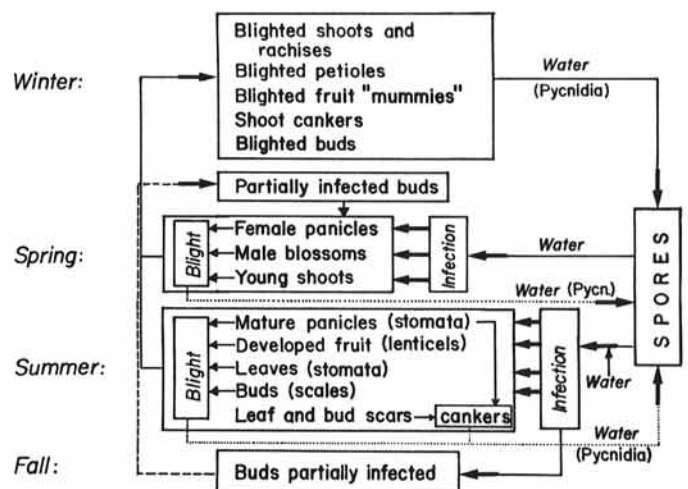 Winter:
Blighted shoots and
rachises
Blighted petioles
Blighted fruit "mummies"
Shoot cankers
Blighted buds
Water
(Pycnidia)
Partially infected buds
Spring:
Blight
Female panicles
Male blossoms
Young shoots
Infection
Water
Water (Pycn.)
SPORES
Summer:
Blight
Mature panicles (stomata)
Developed fruit (lenticels)
Leaves (stomata)
Buds (scales)
Leaf and bud scars
cankers
Infection
Water
Water
(Pycnidia)
Fall:
Buds partially infected